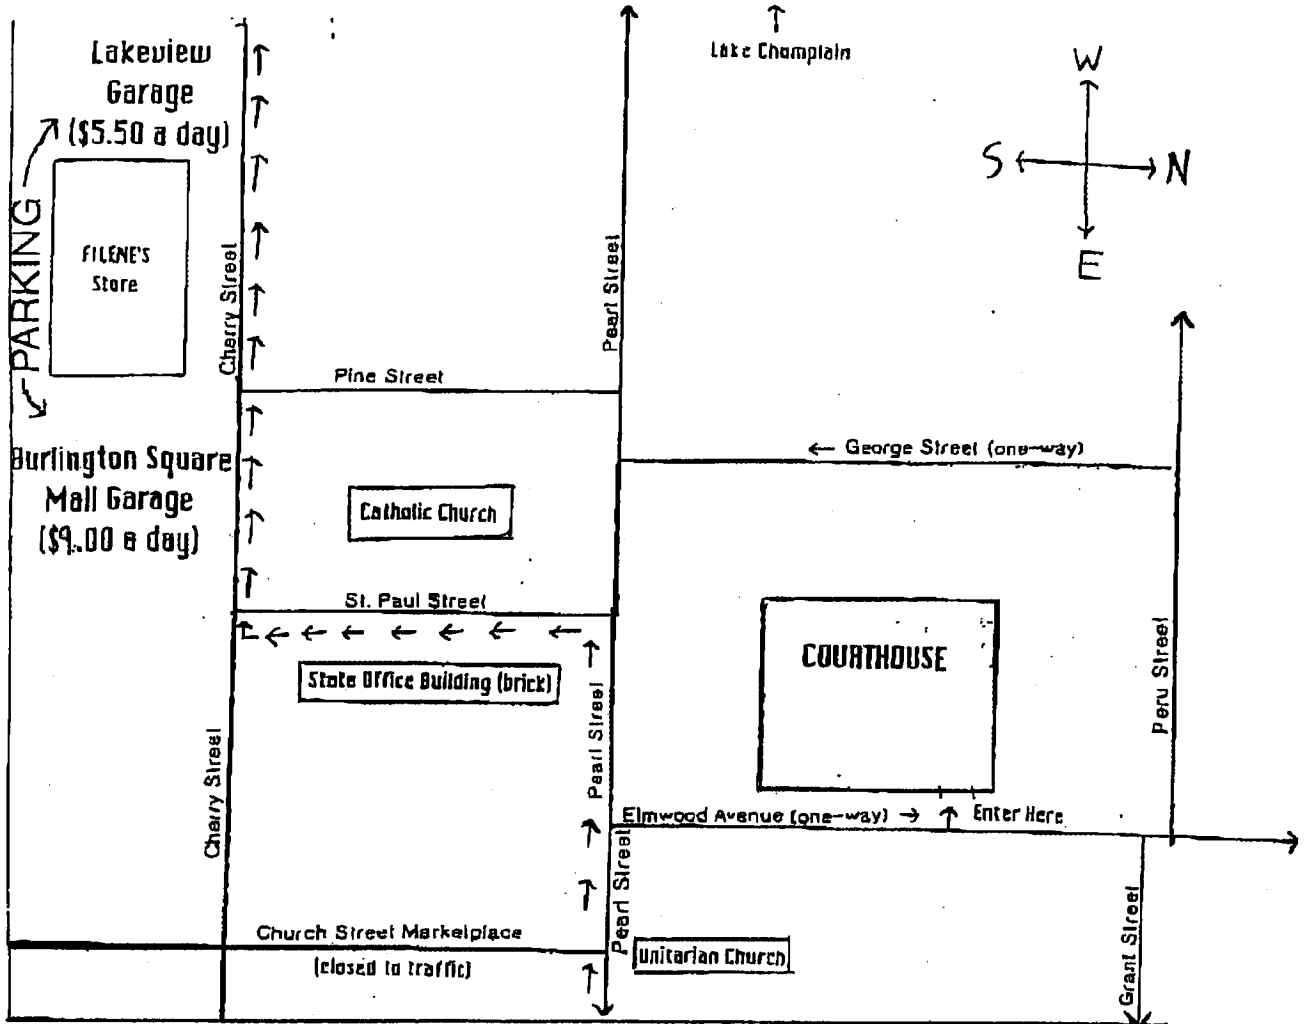 Lakeview
Garage
($5.50 a day)
PARKING
FILENE'S
Store
Cherry Street
Burlington Square
Mall Garage
($9.00 a day)
Lake Champlain
W
S
N
E
Pearl Street
Pine Street
← George Street (one-way)
Catholic Church
St. Paul Street
State Office Building (brick)
COURTHOUSE
Peru Street
Pearl Street
Cherry Street
Elmwood Avenue (one-way) →
Enter Here
Pearl Street
Church Street Marketplace
(closed to traffic)
Unitarian Church
Grant Street